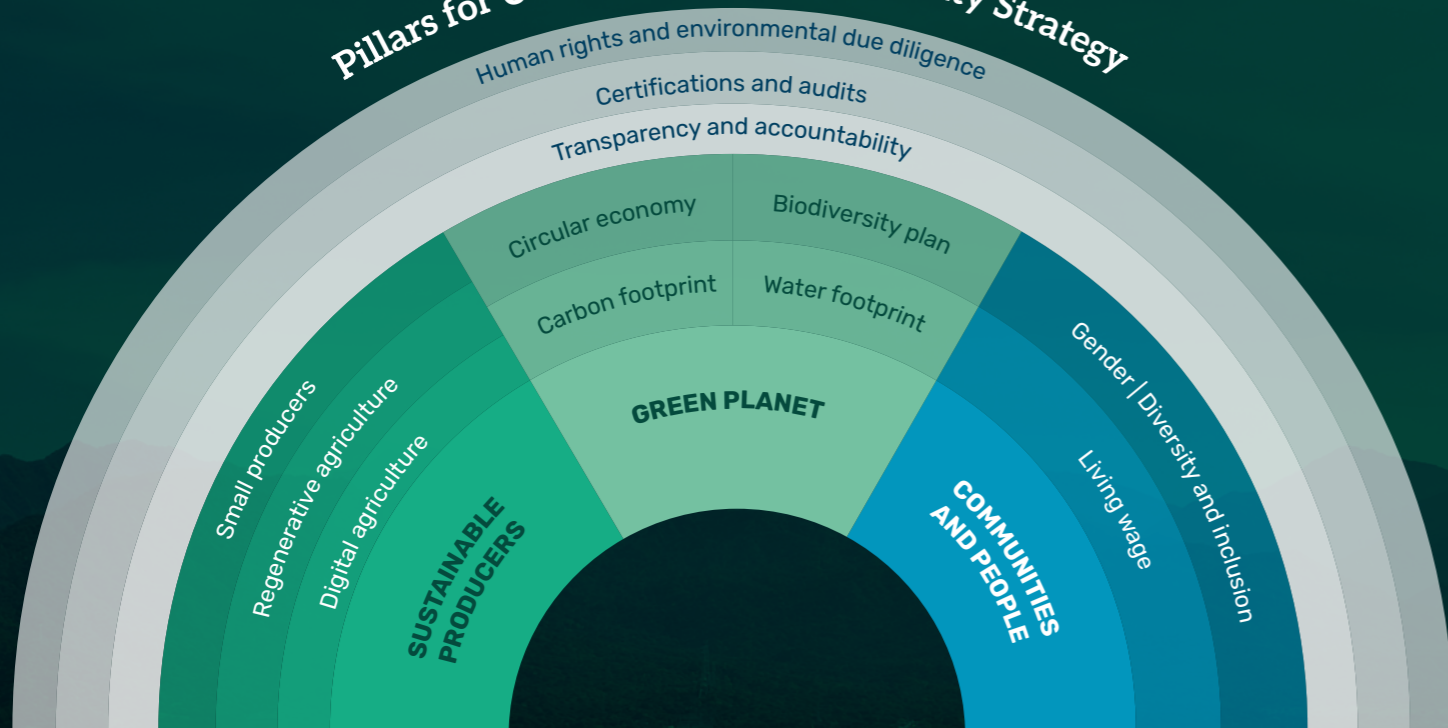 Pillars for
Strategy
Human rights and environmental due diligence
Certifications and audits
Transparency and accountability
Circular economy
Biodiversity plan
Carbon footprint
Water footprint
GREEN PLANET
Small producers
Regenerative agriculture
Digital agriculture
SUSTAINABLE
PRODUCERS
Gender | Diversity and inclusion
Living wage
COMMUNITIES
AND PEOPLE